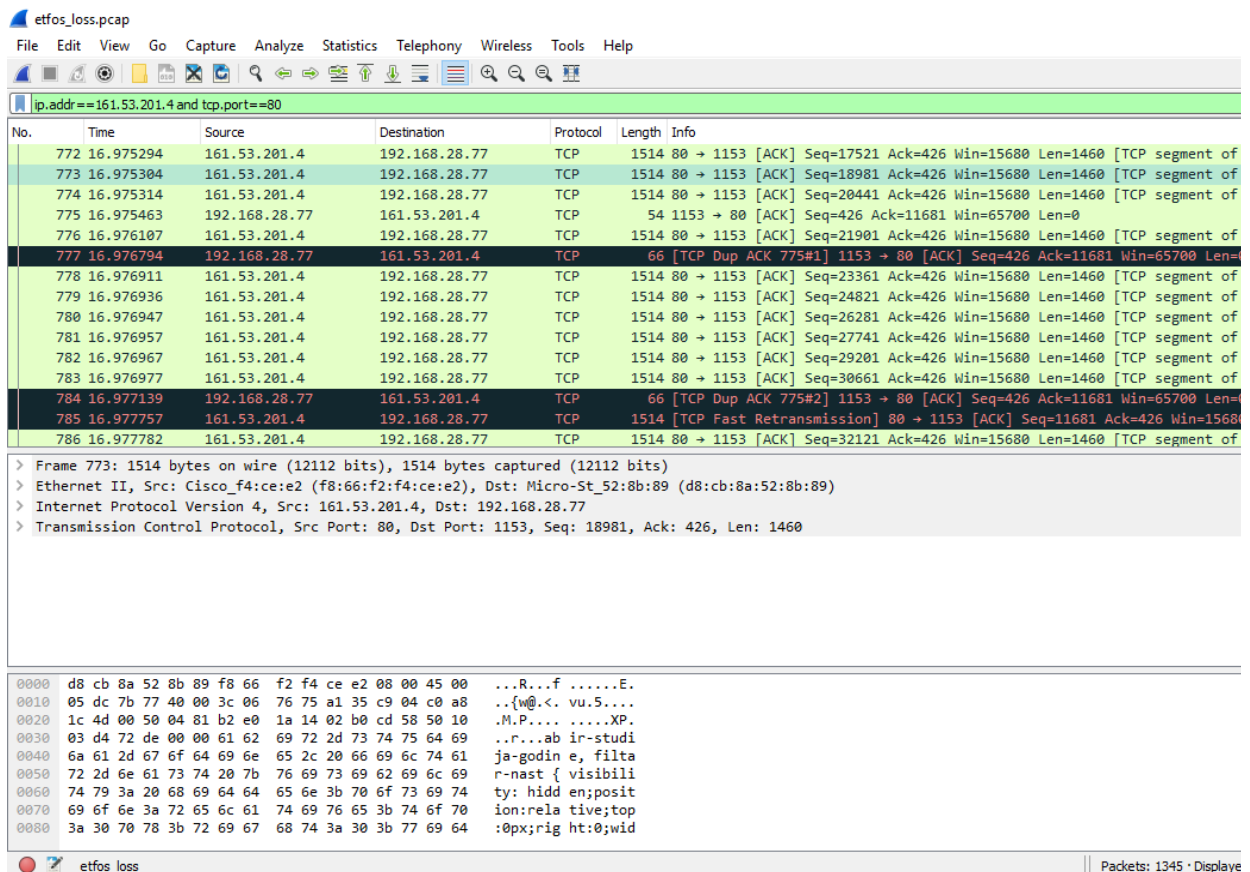 etfos_loss.pcap
File Edit View Go Capture Analyze Statistics Telephony Wireless Tools Help
ip.addr==161.53.201.4 and tcp.port==80
No. Time Source Destination Protocol Length Info
772 16.975294 161.53.201.4 192.168.28.77 TCP 1514 80 → 1153 [ACK] Seq=17521 Ack=426 Win=15680 Len=1460 [TCP segment of
773 16.975304 161.53.201.4 192.168.28.77 TCP 1514 80 → 1153 [ACK] Seq=18981 Ack=426 Win=15680 Len=1460 [TCP segment of
774 16.975314 161.53.201.4 192.168.28.77 TCP 1514 80 → 1153 [ACK] Seq=20441 Ack=426 Win=15680 Len=1460 [TCP segment of
775 16.975463 192.168.28.77 161.53.201.4 TCP 54 1153 → 80 [ACK] Seq=426 Ack=11681 Win=65700 Len=0
776 16.976107 161.53.201.4 192.168.28.77 TCP 1514 80 → 1153 [ACK] Seq=21901 Ack=426 Win=15680 Len=1460 [TCP segment of
777 16.976794 192.168.28.77 161.53.201.4 TCP 66 [TCP Dup ACK 775#1] 1153 → 80 [ACK] Seq=426 Ack=11681 Win=65700 Len=0
778 16.976911 161.53.201.4 192.168.28.77 TCP 1514 80 → 1153 [ACK] Seq=23361 Ack=426 Win=15680 Len=1460 [TCP segment of
779 16.976936 161.53.201.4 192.168.28.77 TCP 1514 80 → 1153 [ACK] Seq=24821 Ack=426 Win=15680 Len=1460 [TCP segment of
780 16.976947 161.53.201.4 192.168.28.77 TCP 1514 80 → 1153 [ACK] Seq=26281 Ack=426 Win=15680 Len=1460 [TCP segment of
781 16.976957 161.53.201.4 192.168.28.77 TCP 1514 80 → 1153 [ACK] Seq=27741 Ack=426 Win=15680 Len=1460 [TCP segment of
782 16.976967 161.53.201.4 192.168.28.77 TCP 1514 80 → 1153 [ACK] Seq=29201 Ack=426 Win=15680 Len=1460 [TCP segment of
783 16.976977 161.53.201.4 192.168.28.77 TCP 1514 80 → 1153 [ACK] Seq=30661 Ack=426 Win=15680 Len=1460 [TCP segment of
784 16.977139 192.168.28.77 161.53.201.4 TCP 66 [TCP Dup ACK 775#2] 1153 → 80 [ACK] Seq=426 Ack=11681 Win=65700 Len=0
785 16.977757 161.53.201.4 192.168.28.77 TCP 1514 [TCP Fast Retransmission] 80 → 1153 [ACK] Seq=11681 Ack=426 Win=15680
786 16.977782 161.53.201.4 192.168.28.77 TCP 1514 80 → 1153 [ACK] Seq=32121 Ack=426 Win=15680 Len=1460 [TCP segment of
> Frame 773: 1514 bytes on wire (12112 bits), 1514 bytes captured (12112 bits)
> Ethernet II, Src: Cisco_f4:ce:e2 (f8:66:f2:f4:ce:e2), Dst: Micro-St_52:8b:89 (d8:cb:8a:52:8b:89)
> Internet Protocol Version 4, Src: 161.53.201.4, Dst: 192.168.28.77
> Transmission Control Protocol, Src Port: 80, Dst Port: 1153, Seq: 18981, Ack: 426, Len: 1460
0000 d8 cb 8a 52 8b 89 f8 66 f2 f4 ce e2 08 00 45 00 ...R...f ......E.
0010 05 dc 7b 77 40 00 3c 06 76 75 a1 35 c9 04 c0 a8 ..{w@.<. vu.5....
0020 1c 4d 00 50 04 81 b2 e0 1a 14 02 b0 cd 58 50 10 .M.P.... .....XP.
0030 03 d4 72 de 00 00 61 62 69 72 2d 73 74 75 64 69 ..r...ab ir-studi
0040 6a 61 2d 67 6f 64 69 6e 65 2c 20 66 69 6c 74 61 ja-godin e, filta
0050 72 2d 6e 61 73 74 20 7b 76 69 73 69 62 69 6c 69 r-nast { visibili
0060 74 79 3a 20 68 69 64 64 65 6e 3b 70 6f 73 69 74 ty: hidd en;posit
0070 69 6f 6e 3a 72 65 6c 61 74 69 76 65 3b 74 6f 70 ion:rela tive;top
0080 3a 30 70 78 3b 72 69 67 68 74 3a 30 3b 77 69 64 :0px;rig ht:0;wid
etfos loss Packets: 1345 · Displaye